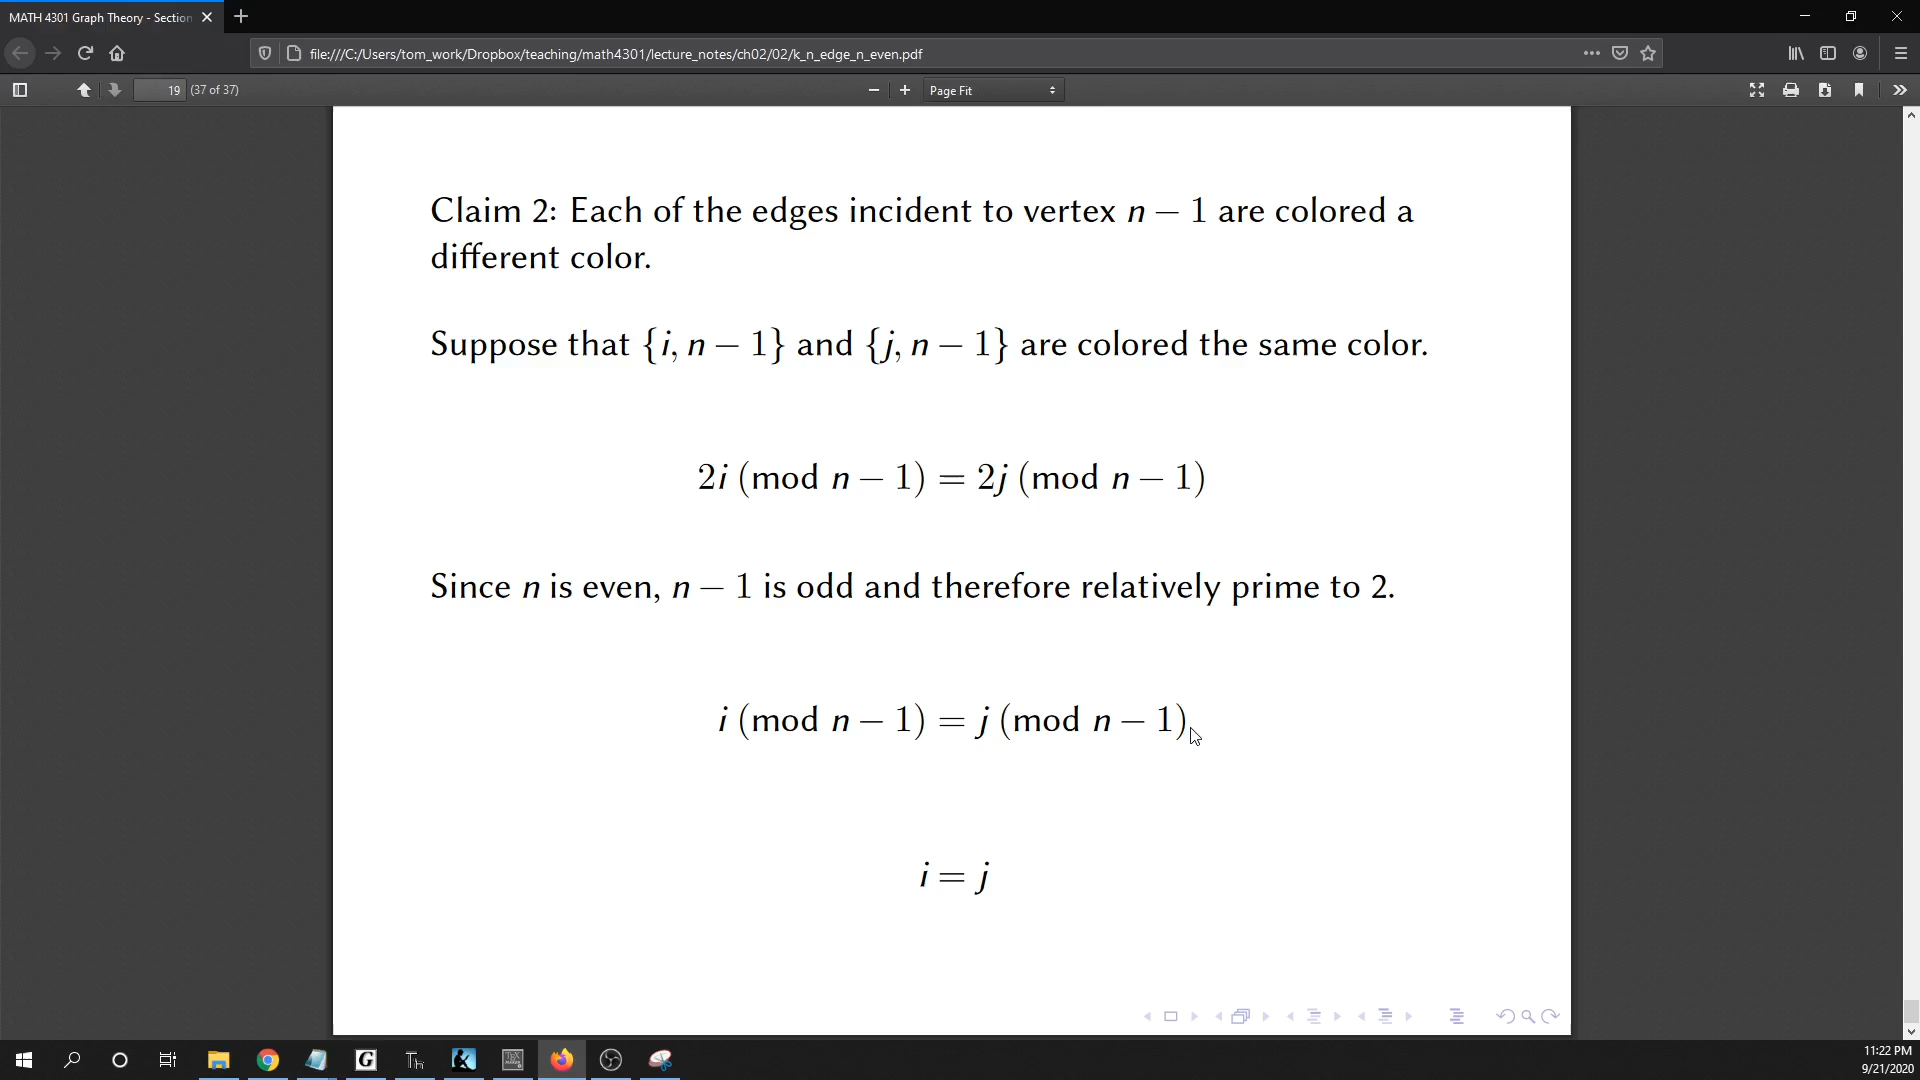 MATH 4301 Graph Theory - Section
file:///C:/Users/tom_work/Dropbox/teaching/math4301/lecture_notes/ch02/02/k_n_edge_n_even.pdf
19 (37 of 37)
Page Fit
Claim 2: Each of the edges incident to vertex n − 1 are colored a
different color.
Suppose that {i, n − 1} and {j, n − 1} are colored the same color.
2i (mod n − 1) = 2j (mod n − 1)
Since n is even, n − 1 is odd and therefore relatively prime to 2.
i (mod n − 1) = j (mod n − 1)
i = j
11:22 PM
9/21/2020